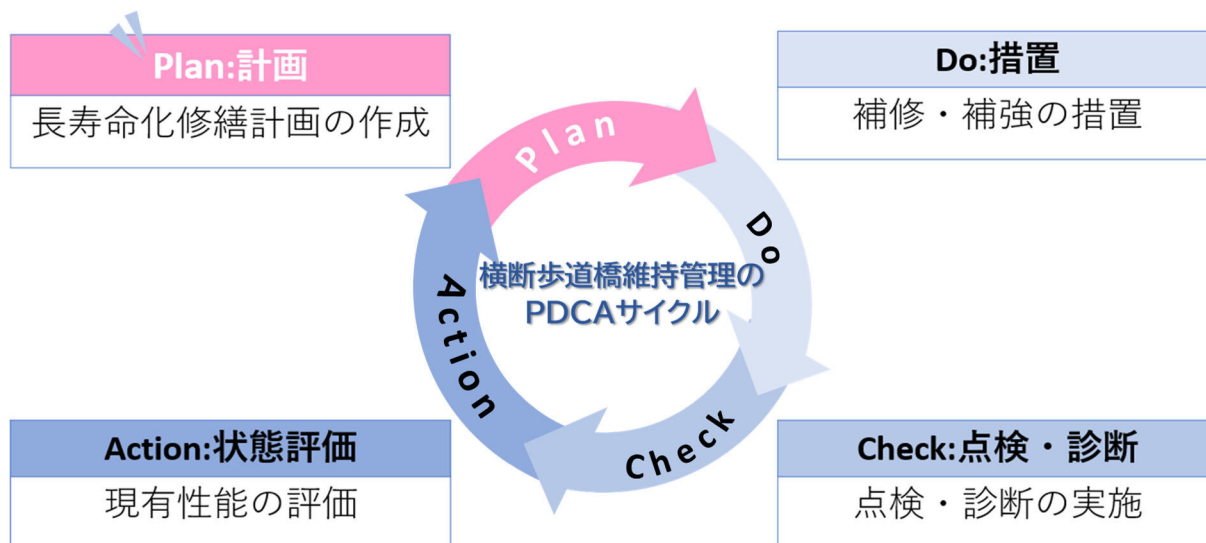 Plan:計画
長寿命化修繕計画の作成
Do:措置
補修・補強の措置
Plan
Do
Check
Action
横断歩道橋維持管理の
PDCAサイクル
Action:状態評価
現有性能の評価
Check:点検・診断
点検・診断の実施